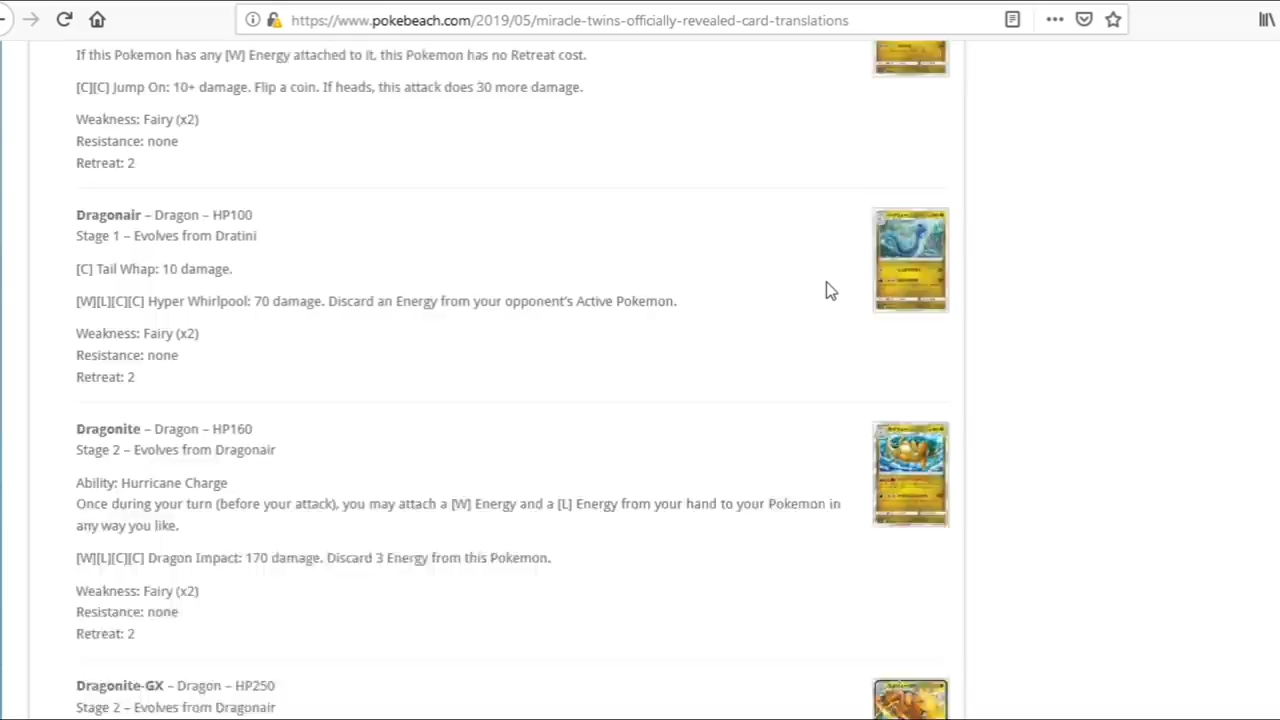 https://www.pokebeach.com/2019/05/miracle-twins-officially-revealed-card-translations
If this Pokemon has any [W] Energy attached to it, this Pokemon has no Retreat cost.
[C][C] Jump On: 10+ damage. Flip a coin. If heads, this attack does 30 more damage.
Weakness: Fairy (x2)
Resistance: none
Retreat: 2
Dragonair – Dragon – HP100
Stage 1 – Evolves from Dratini
[C] Tail Whap: 10 damage.
[W][L][C][C] Hyper Whirlpool: 70 damage. Discard an Energy from your opponent's Active Pokemon.
Weakness: Fairy (x2)
Resistance: none
Retreat: 2
Dragonite – Dragon – HP160
Stage 2 – Evolves from Dragonair
Ability: Hurricane Charge
Once during your turn (before your attack), you may attach a [W] Energy and a [L] Energy from your hand to your Pokemon in
any way you like.
[W][L][C][C] Dragon Impact: 170 damage. Discard 3 Energy from this Pokemon.
Weakness: Fairy (x2)
Resistance: none
Retreat: 2
Dragonite-GX – Dragon – HP250
Stage 2 – Evolves from Dragonair